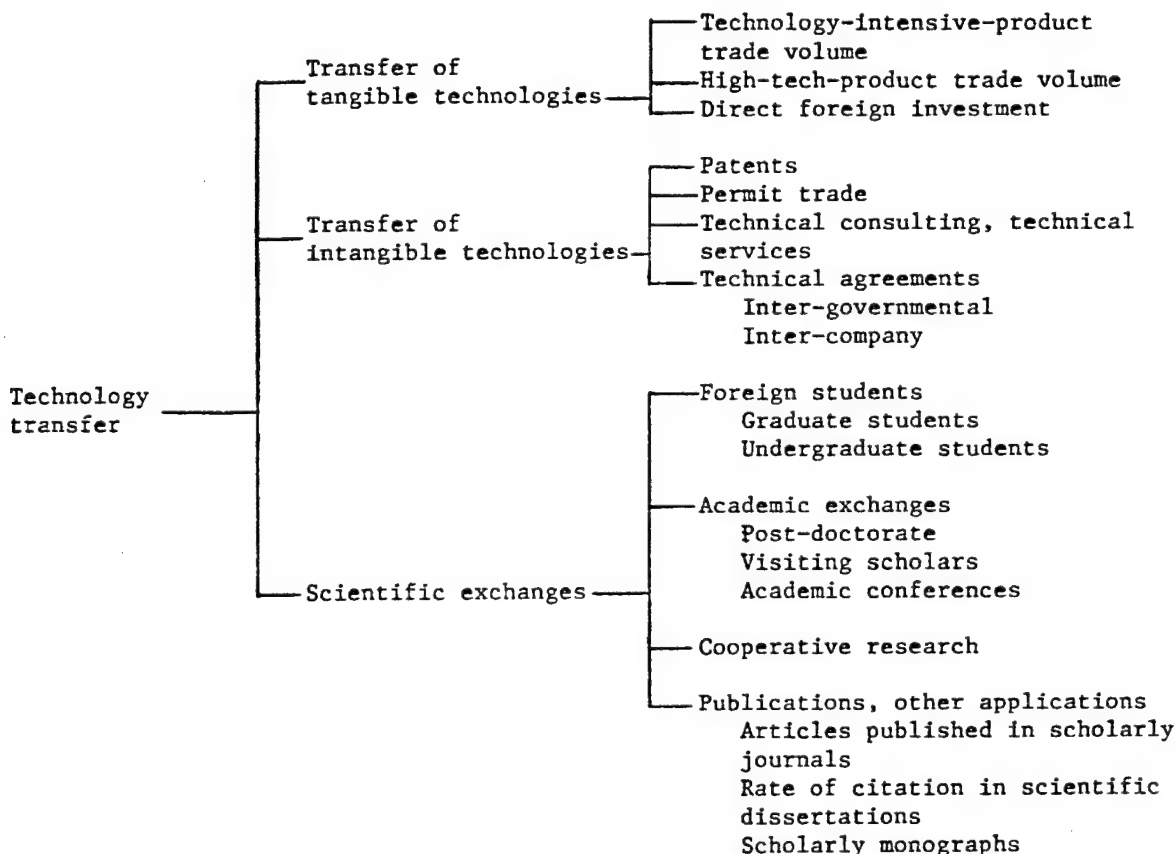 Technology-intensive-product
trade volume
Transfer of
tangible technologies
High-tech-product trade volume
Direct foreign investment
Patents
Permit trade
Transfer of
intangible technologies
Technical consulting, technical
services
Technical agreements
Inter-governmental
Inter-company
Technology
transfer
Foreign students
Graduate students
Undergraduate students
Academic exchanges
Post-doctorate
Visiting scholars
Academic conferences
Scientific exchanges
Cooperative research
Publications, other applications
Articles published in scholarly
journals
Rate of citation in scientific
dissertations
Scholarly monographs